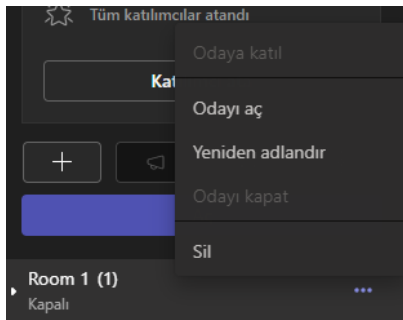 Tüm katılımcılar atandı
Odaya katıl
Odayı aç
Yeniden adlandır
Odayı kapat
Sil
Room 1 (1)
Kapalı